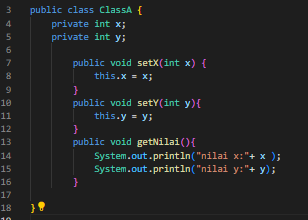 3 public class ClassA {
4 private int x;
5 private int y;
6
7 public void setX(int x) {
8 this.x = x;
9 }
10 public void setY(int y){
11 this.y = y;
12 }
13 public void getNilai(){
14 System.out.println("nilai x:"+ x );
15 System.out.println("nilai y:"+ y);
16 }
17
18 }